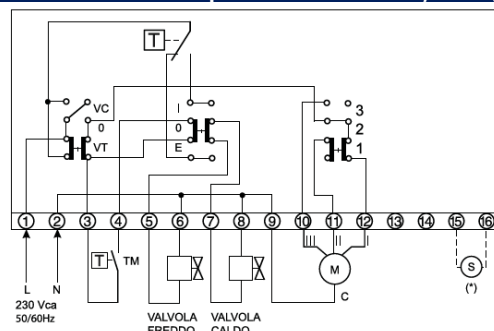 T
VC
0
VT
I
0
E
3
2
1
1 2 3 4 5 6 7 8 9 10 11 12 13 14 15 16
L N
230 Vca
50/60Hz
T TM
VALVOLA
FREDDO
VALVOLA
CALDO
III II I
M
C
S
(*)